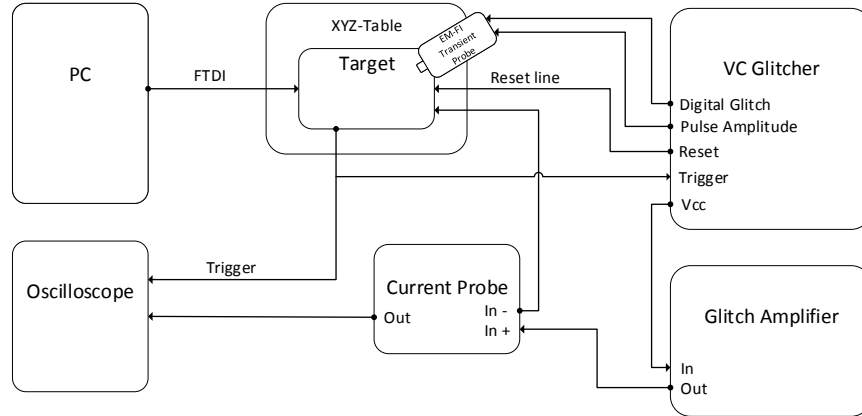 XYZ-Table
EM-FI
Transient
Probe
PC
FTDI
Target
Reset line
VC Glitcher
Digital Glitch
Pulse Amplitude
Reset
Trigger
Vcc
Trigger
Oscilloscope
Current Probe
Out
In -
In +
Glitch Amplifier
In
Out